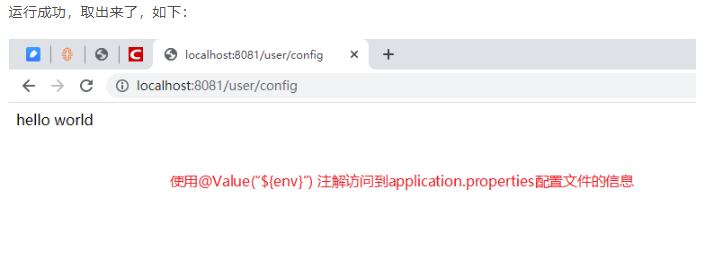 运行成功，取出来了，如下：
localhost:8081/user/config
localhost:8081/user/config
hello world
使用@Value("${env}") 注解访问到application.properties配置文件的信息